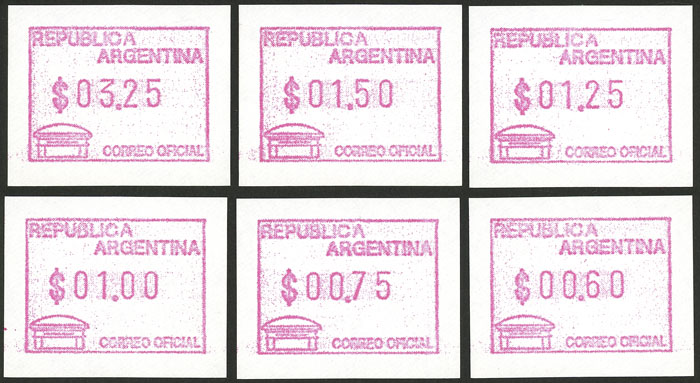 REPUBLICA
ARGENTINA
$03.25
CORREO OFICIAL
REPUBLICA
ARGENTINA
$01.50
CORREO OFICIAL
REPUBLICA
ARGENTINA
$01.25
CORREO OFICIAL
REPUBLICA
ARGENTINA
$01.00
CORREO OFICIAL
REPUBLICA
ARGENTINA
$00.75
CORREO OFICIAL
REPUBLICA
ARGENTINA
$00.60
CORREO OFICIAL